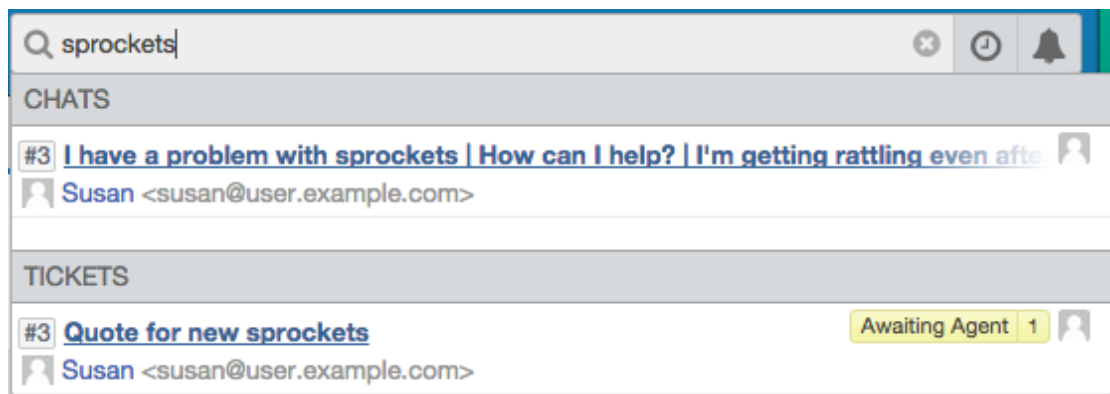 sprockets
CHATS
#3 I have a problem with sprockets | How can I help? | I'm getting rattling even afte
Susan <susan@user.example.com>
TICKETS
#3 Quote for new sprockets Awaiting Agent 1
Susan <susan@user.example.com>